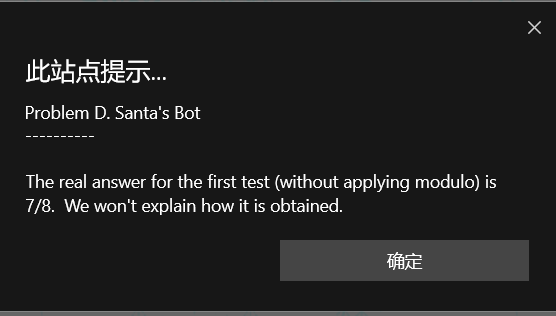 此站点提示...
Problem D. Santa's Bot
----------
The real answer for the first test (without applying modulo) is
7/8.  We won't explain how it is obtained.
确定